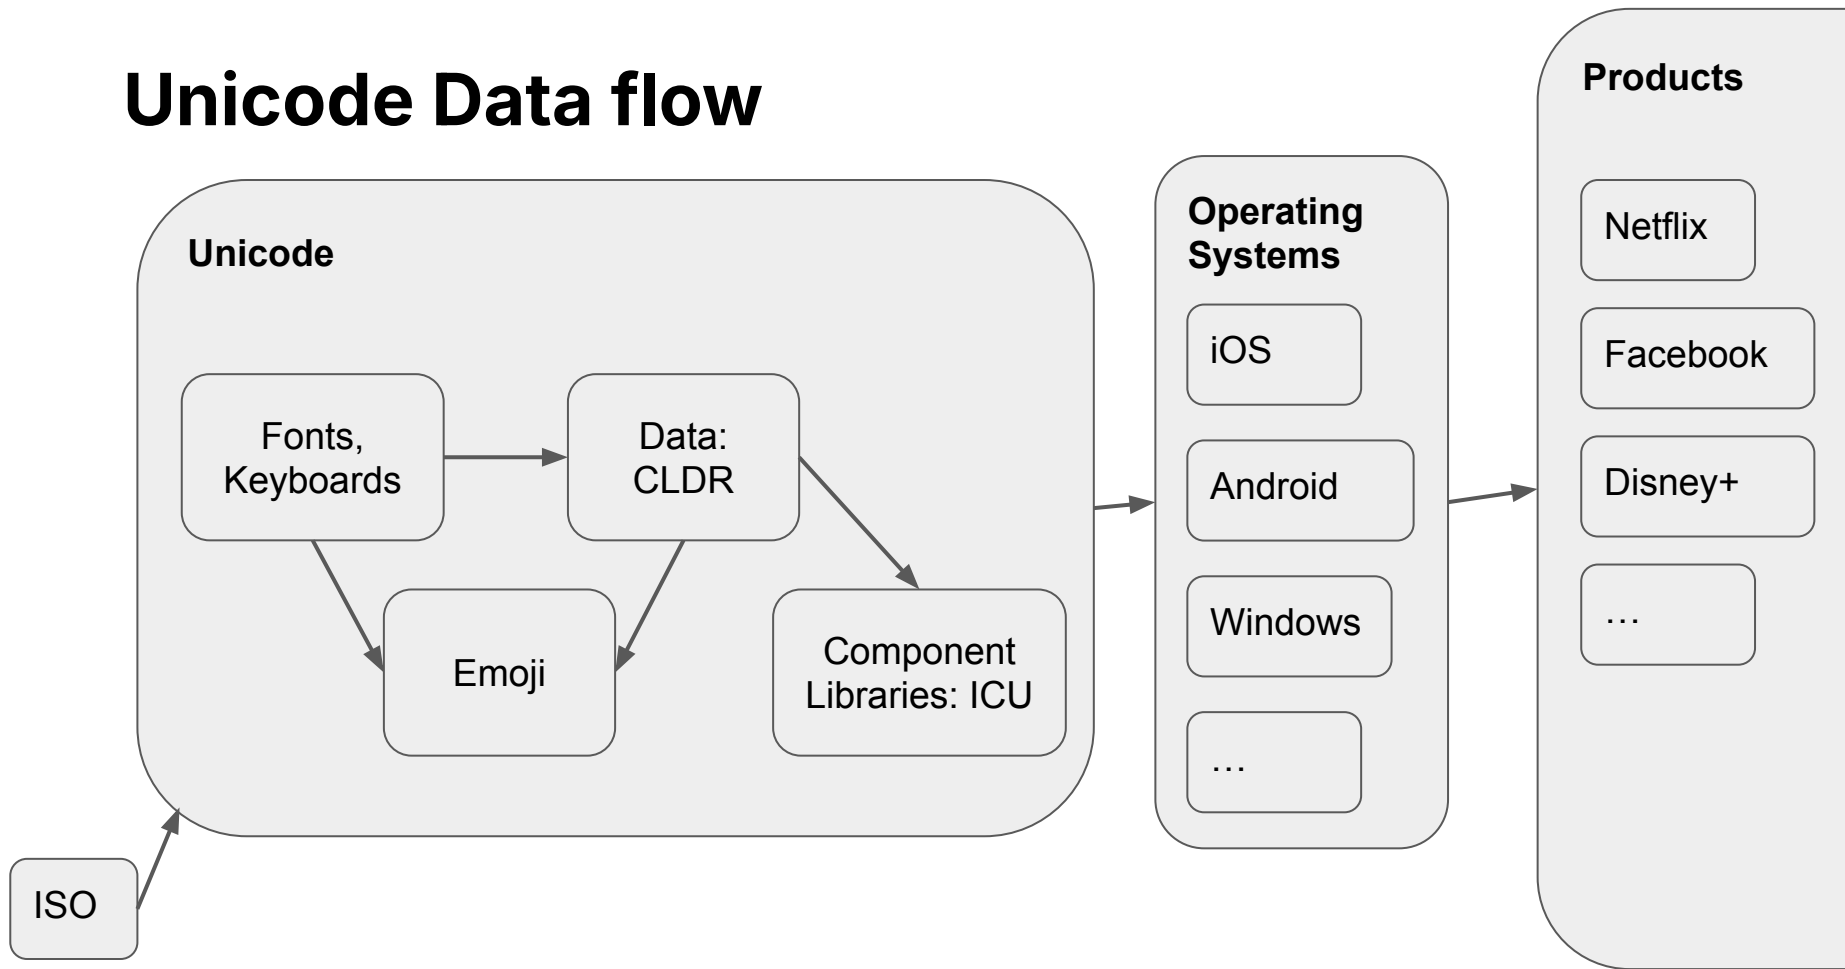 Unicode Data flow
Unicode
Fonts,
Keyboards
Data:
CLDR
Emoji
Component
Libraries: ICU
ISO
Operating
Systems
iOS
Android
Windows
…
Products
Netflix
Facebook
Disney+
…